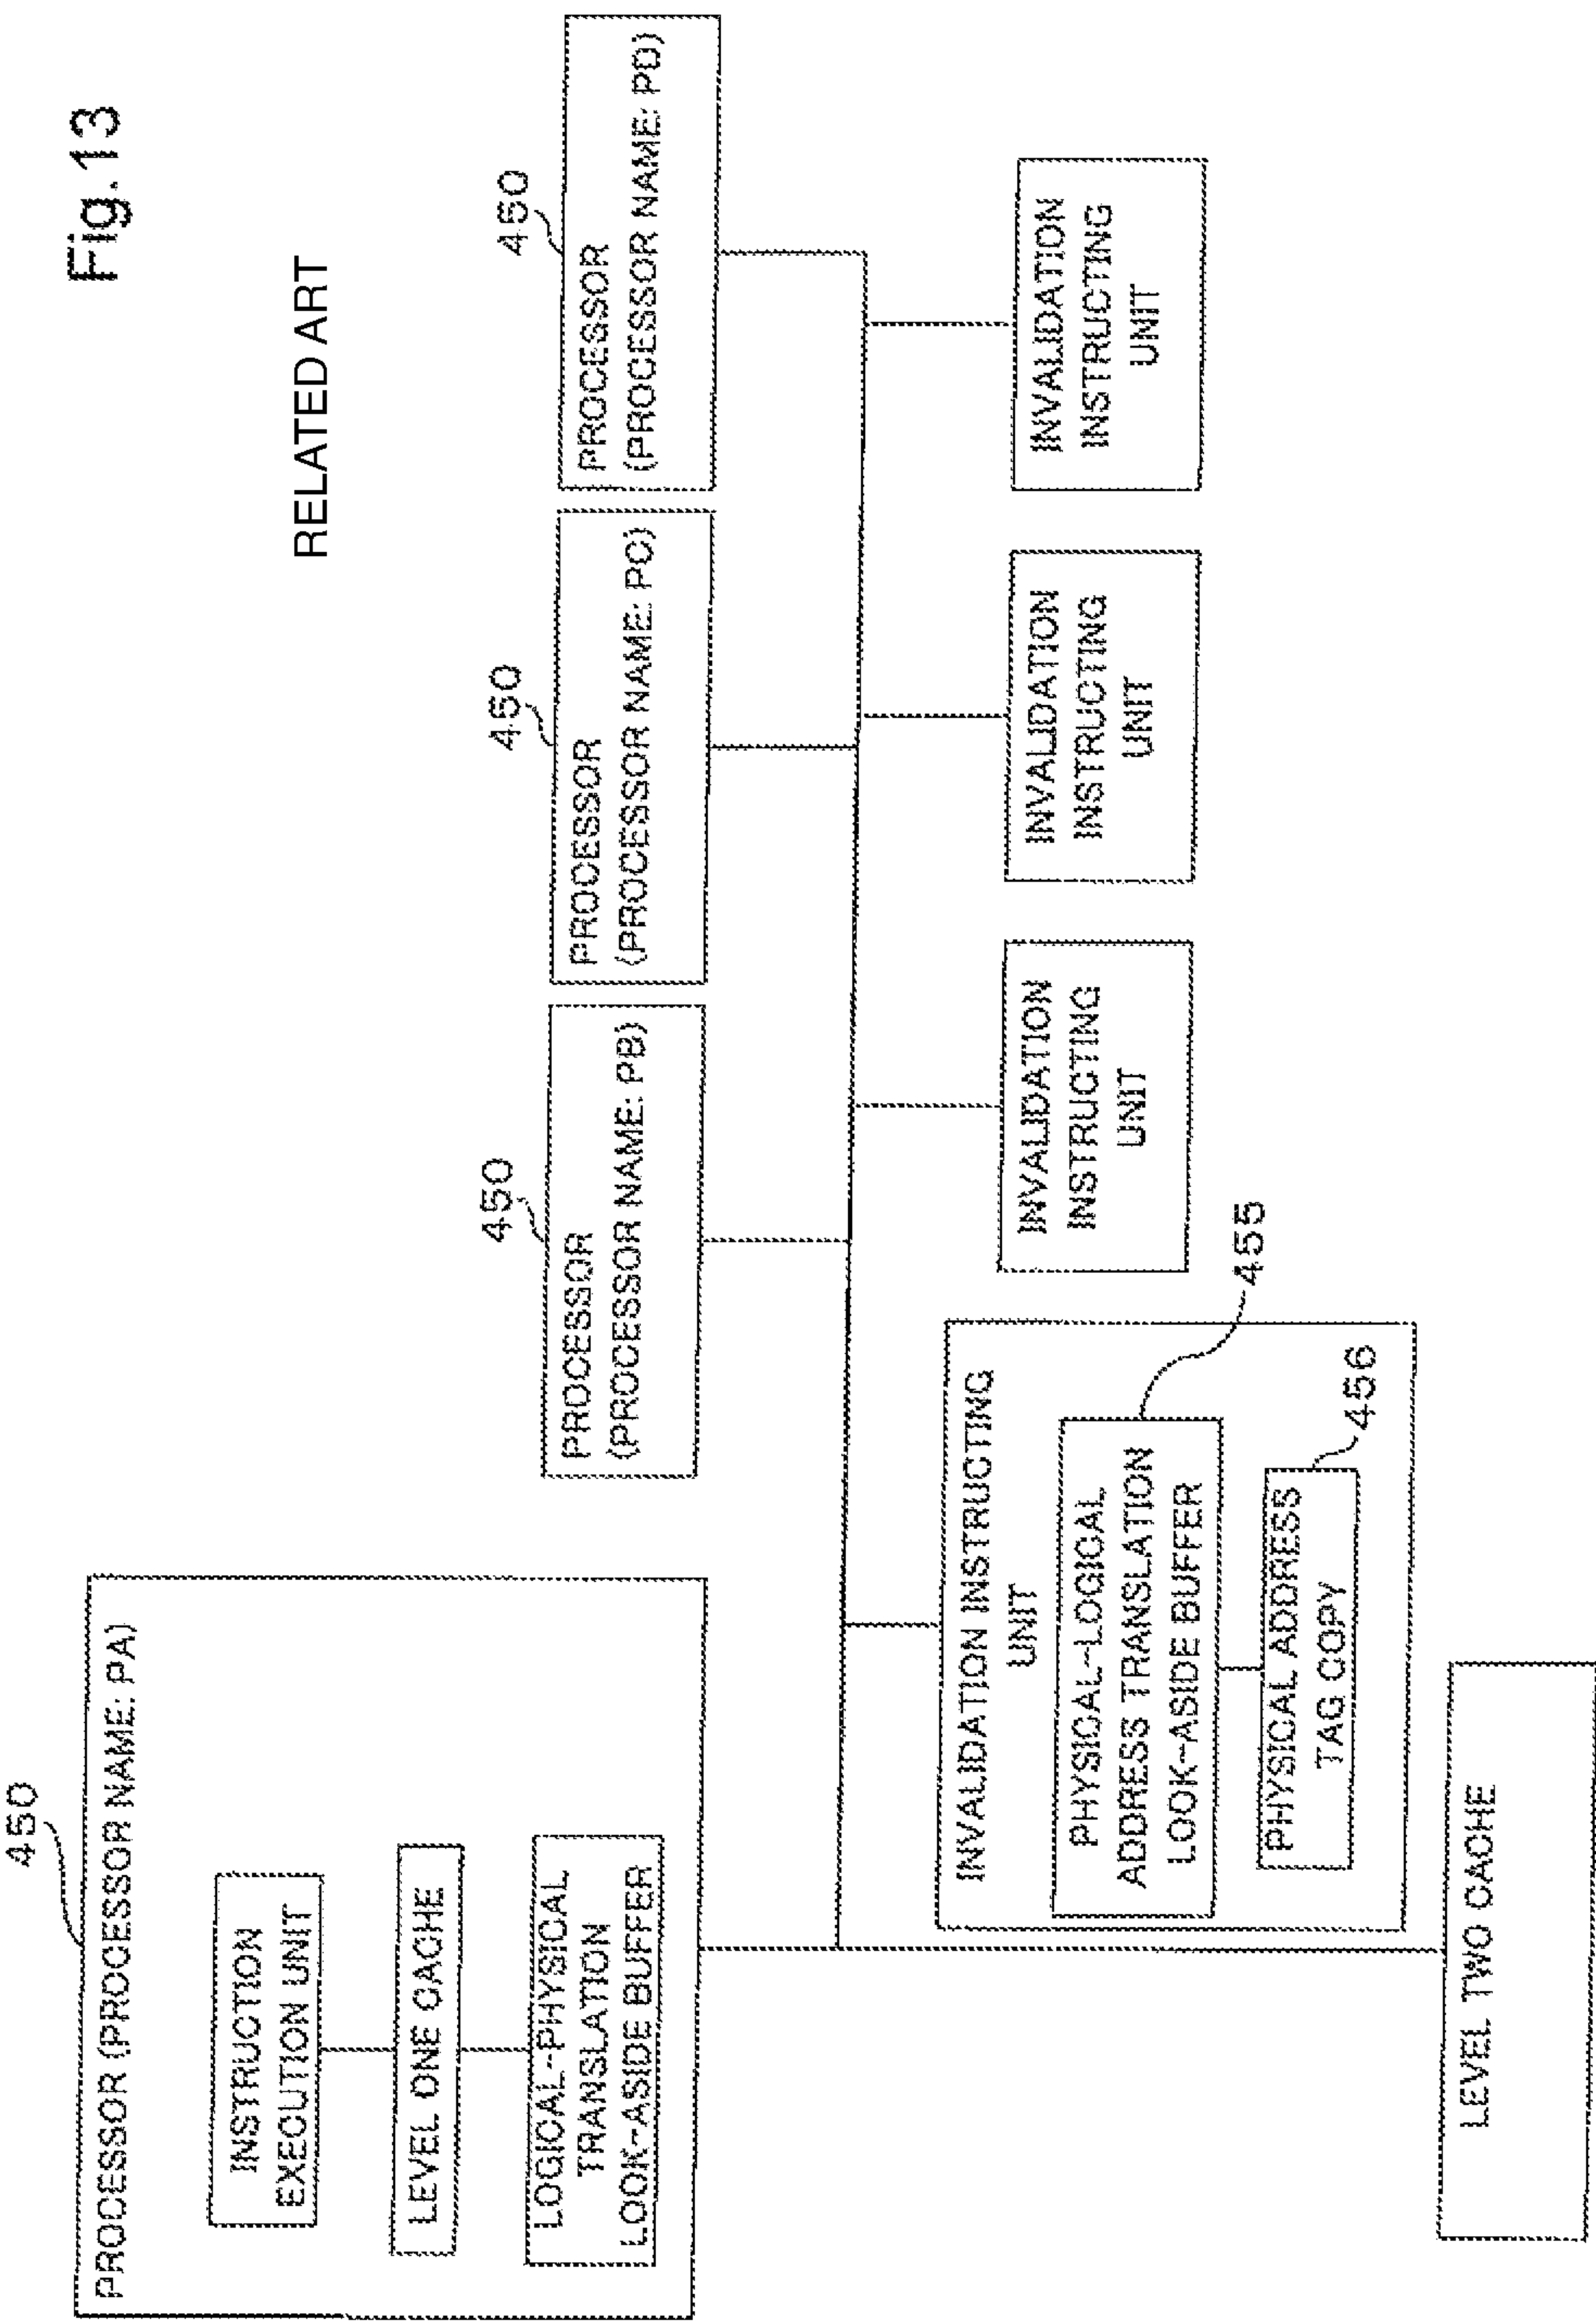 Fig.13
RELATED ART
450
PROCESSOR (PROCESSOR NAME: PA)
INSTRUCTION
EXECUTION UNIT
LEVEL ONE CACHE
LOGICAL-PHYSICAL
TRANSLATION
LOOK-ASIDE BUFFER
450
PROCESSOR
(PROCESSOR NAME: PB)
450
PROCESSOR
(PROCESSOR NAME: PC)
450
PROCESSOR
(PROCESSOR NAME: PD)
INVALIDATION INSTRUCTING
UNIT
PHYSICAL-LOGICAL
ADDRESS TRANSLATION
LOOK-ASIDE BUFFER
455
PHYSICAL ADDRESS
TAG COPY
456
INVALIDATION
INSTRUCTING
UNIT
INVALIDATION
INSTRUCTING
UNIT
INVALIDATION
INSTRUCTING
UNIT
LEVEL TWO CACHE